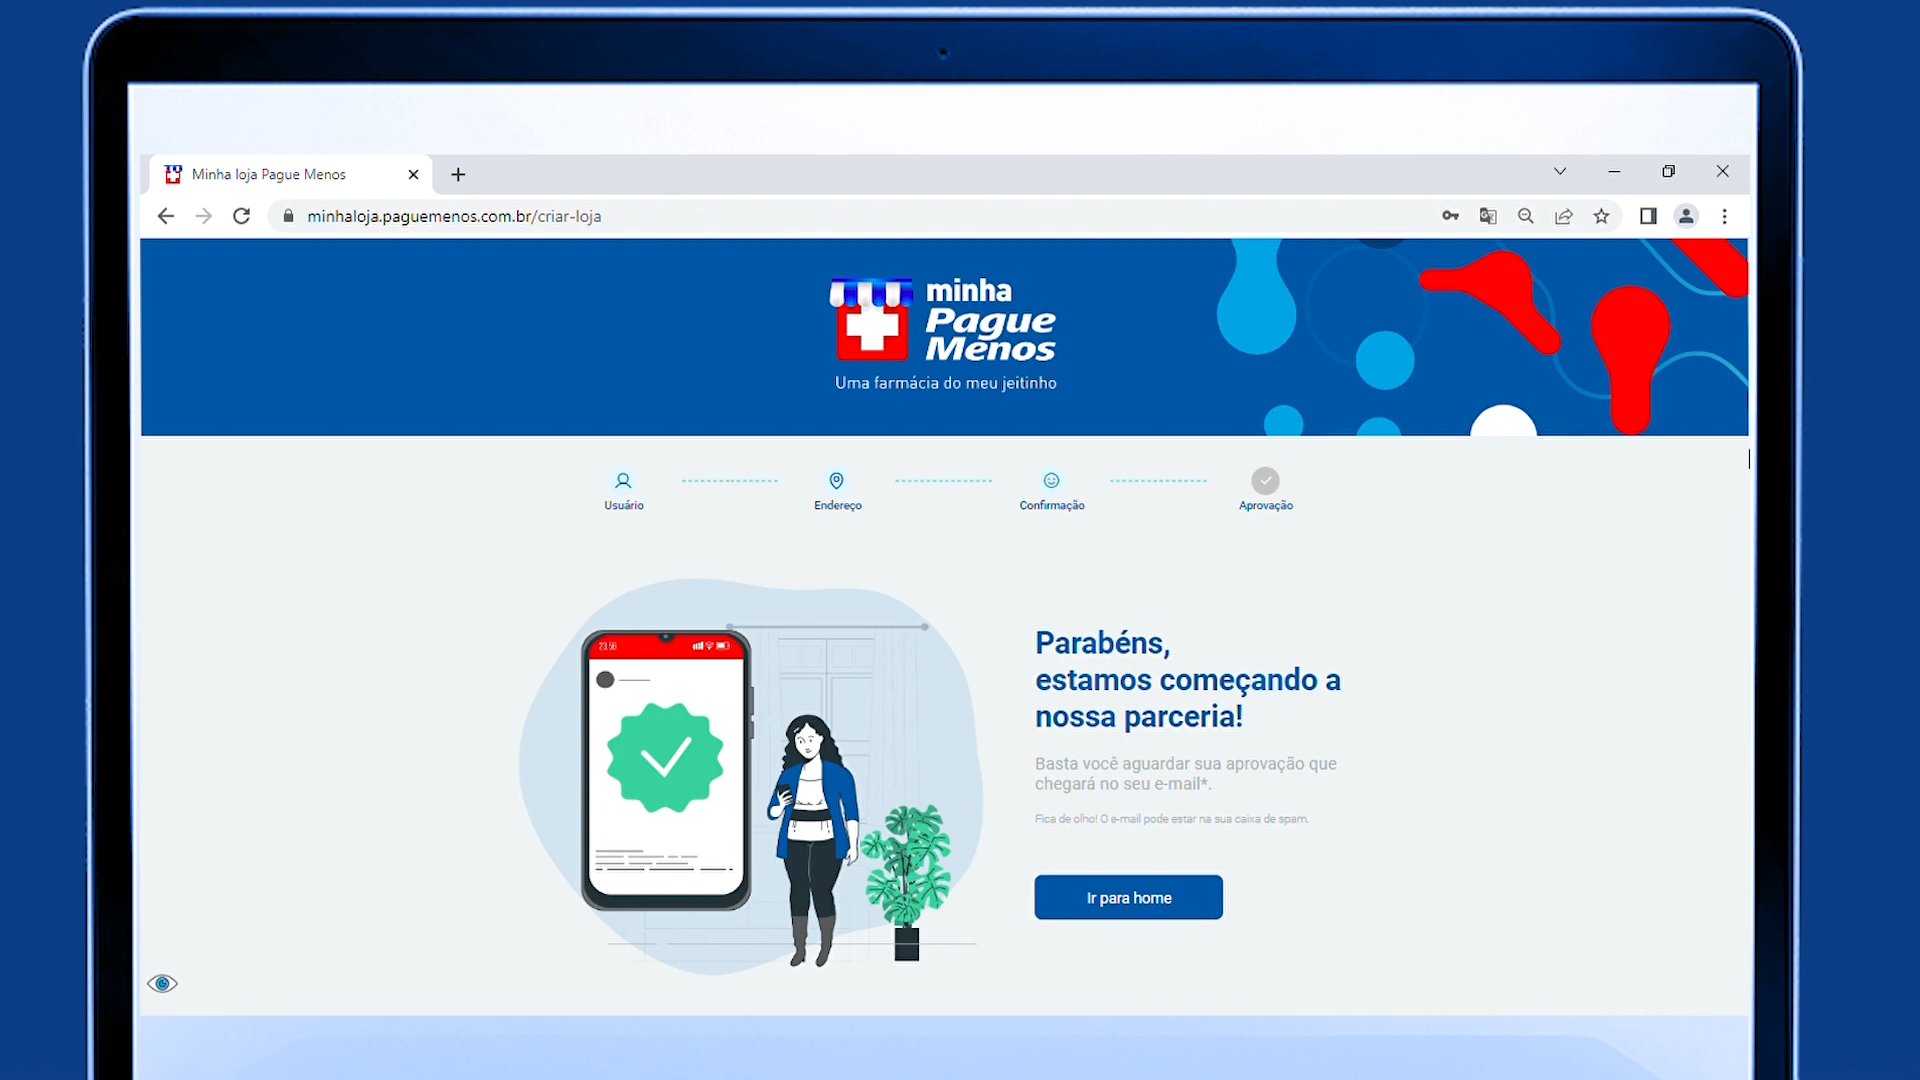 Minha loja Pague Menos
minhaloja.paguemenos.com.br/criar-loja
minha
Pague
Menos
Uma farmácia do meu jeitinho
Usuário
Endereço
Confirmação
Aprovação
23:56
Parabéns,
estamos começando a
nossa parceria!
Basta você aguardar sua aprovação que
chegará no seu e-mail*.
Fica de olho! O e-mail pode estar na sua caixa de spam.
Ir para home